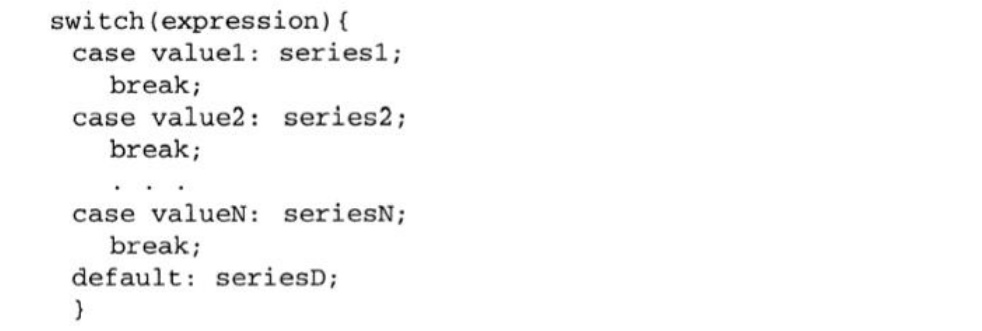 switch(expression){
case value1: series1;
break;
case value2: series2;
break;
. . .
case valueN: seriesN;
break;
default: seriesD;
}